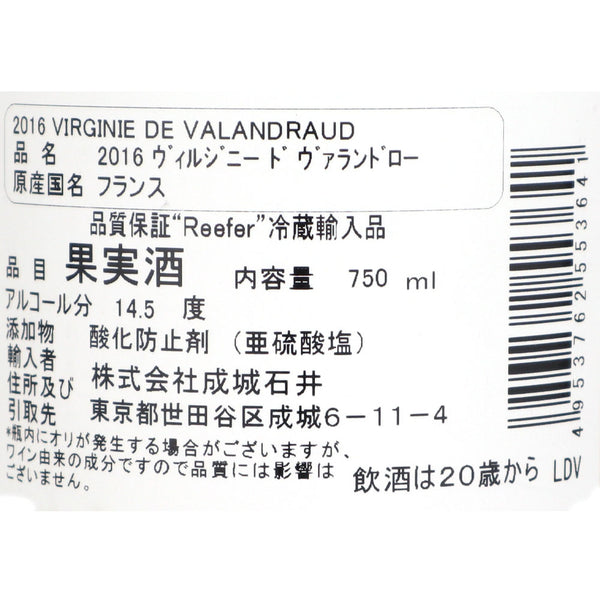 2016 VIRGINIE DE VALANDRAUD
品 名 2016 ヴィルジニー ド ヴァランドロー
原産国名 フランス
品質保証“Reefer”冷蔵輸入品
品目 果実酒 内容量 750 ml
アルコール分 14.5 度
添加物 酸化防止剤 (亜硫酸塩)
輸入者
住所及び 株式会社成城石井
引取先 東京都世田谷区成城6-11-4
*瓶内にオリが発生する場合がございますが、
ワイン由来の成分ですので品質には影響は
ございません。
飲酒は20歳から LDV
4953762553641